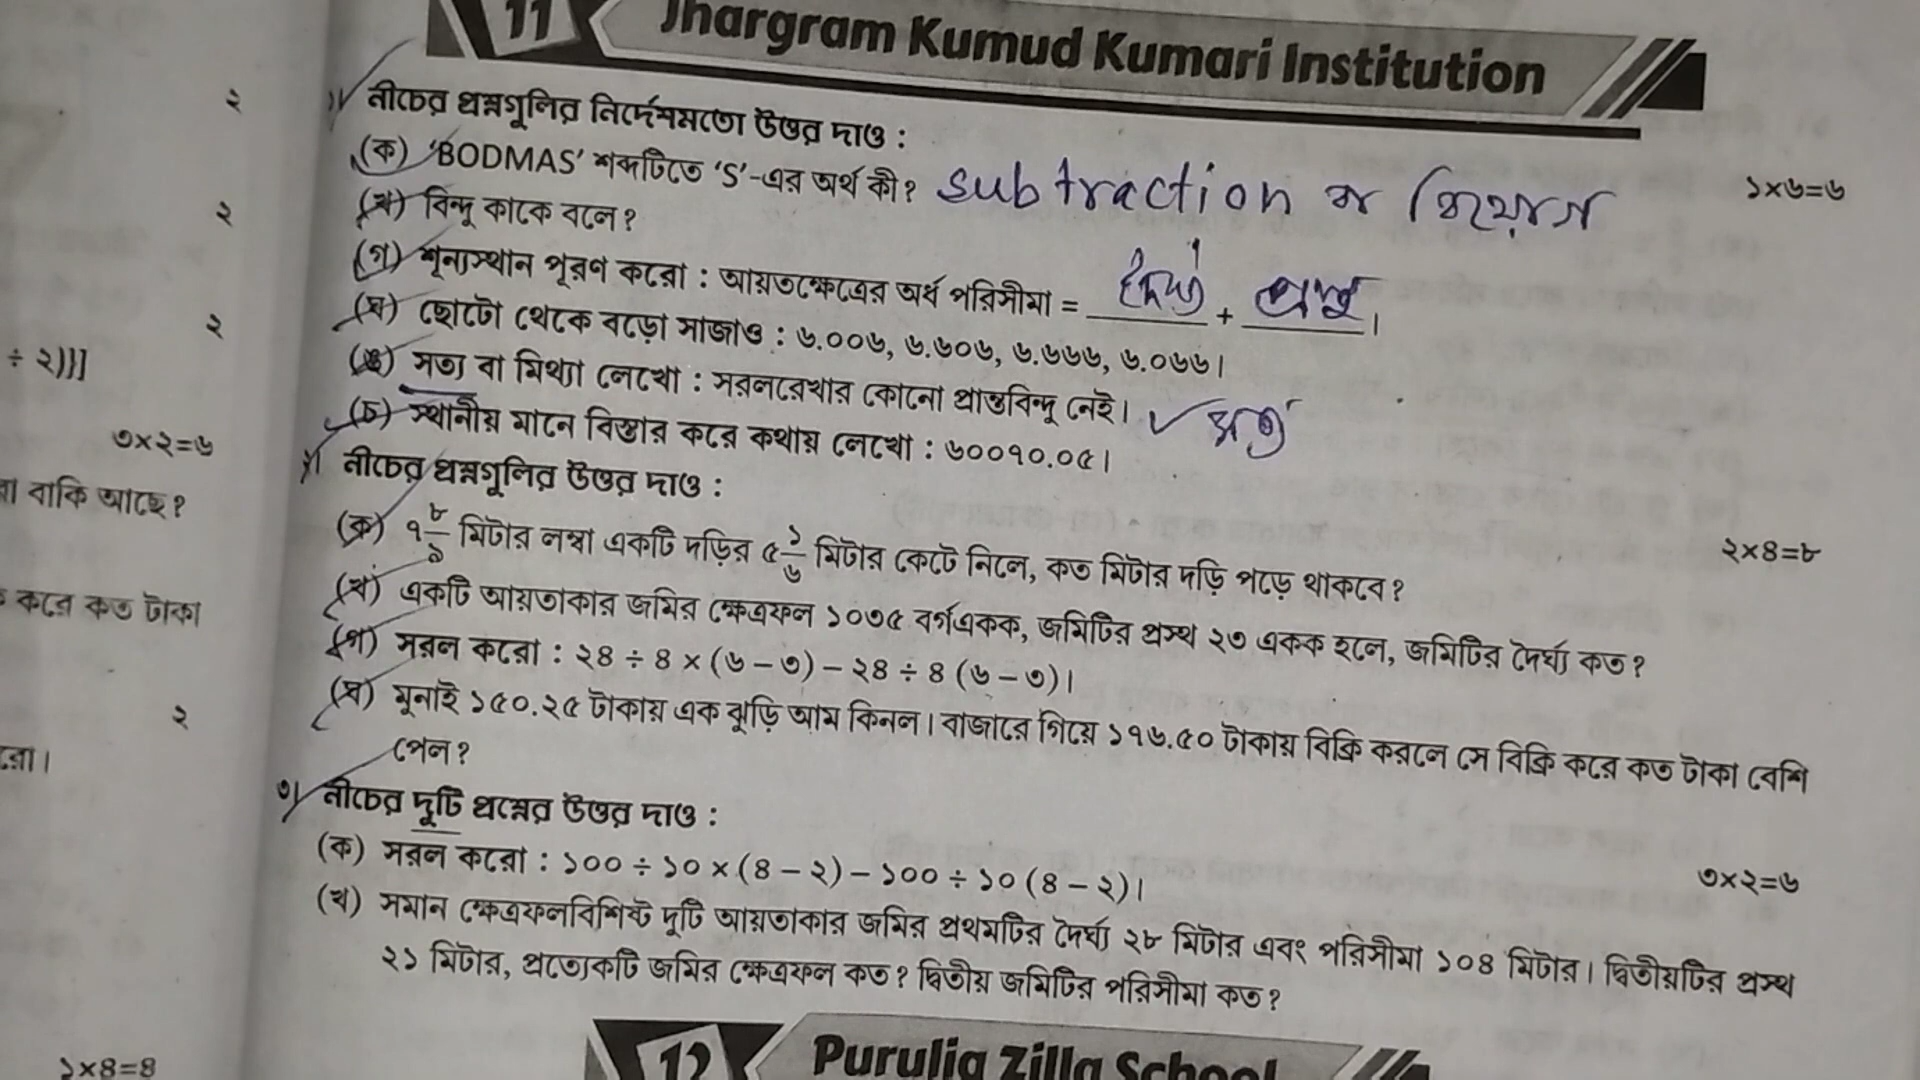 11 Jhargram Kumud Kumari Institution
১। নীচের প্রশ্নগুলির নির্দেশমতো উত্তর দাও :
১×৬=৬
(ক) 'BODMAS' শব্দটিতে 'S'-এর অর্থ কী? subtraction বা বিয়োগ
(খ) বিন্দু কাকে বলে?
(গ) শূন্যস্থান পূরণ করো : আয়তক্ষেত্রের অর্ধ পরিসীমা = দৈর্ঘ্য + প্রস্থ।
(ঘ) ছোটো থেকে বড়ো সাজাও : ৬.০০৬, ৬.৬০৬, ৬.৬৬৬, ৬.০৬৬।
(ঙ) সত্য বা মিথ্যা লেখো : সরলরেখার কোনো প্রান্তবিন্দু নেই। ✓ সত্য
(চ) স্থানীয় মানে বিস্তার করে কথায় লেখো : ৬০০৭০.০৫।
২। নীচের প্রশ্নগুলির উত্তর দাও :
২×৪=৮
(ক) ৭ ৮/৯ মিটার লম্বা একটি দড়ির ৫ ১/৬ মিটার কেটে নিলে, কত মিটার দড়ি পড়ে থাকবে?
(খ) একটি আয়তাকার জমির ক্ষেত্রফল ১০৩৫ বর্গএকক, জমিটির প্রস্থ ২৩ একক হলে, জমিটির দৈর্ঘ্য কত?
(গ) সরল করো : ২৪ ÷ ৪ × (৬ – ৩) – ২৪ ÷ ৪ (৬ – ৩)।
(ঘ) মুনাই ১৫০.২৫ টাকায় এক ঝুড়ি আম কিনল। বাজারে গিয়ে ১৭৬.৫০ টাকায় বিক্রি করলে সে বিক্রি করে কত টাকা বেশি
পেল?
৩। নীচের দুটি প্রশ্নের উত্তর দাও :
৩×২=৬
(ক) সরল করো : ১০০ ÷ ১০ × (৪ – ২) – ১০০ ÷ ১০ (৪ – ২)।
(খ) সমান ক্ষেত্রফলবিশিষ্ট দুটি আয়তাকার জমির প্রথমটির দৈর্ঘ্য ২৮ মিটার এবং পরিসীমা ১০৪ মিটার। দ্বিতীয়টির প্রস্থ
২১ মিটার, প্রত্যেকটি জমির ক্ষেত্রফল কত? দ্বিতীয় জমিটির পরিসীমা কত?
12 Purulia Zilla School
২
২
২
÷ ২)}]
৩×২=৬
বাকি আছে?
করে কত টাকা
২
১×৪=৪